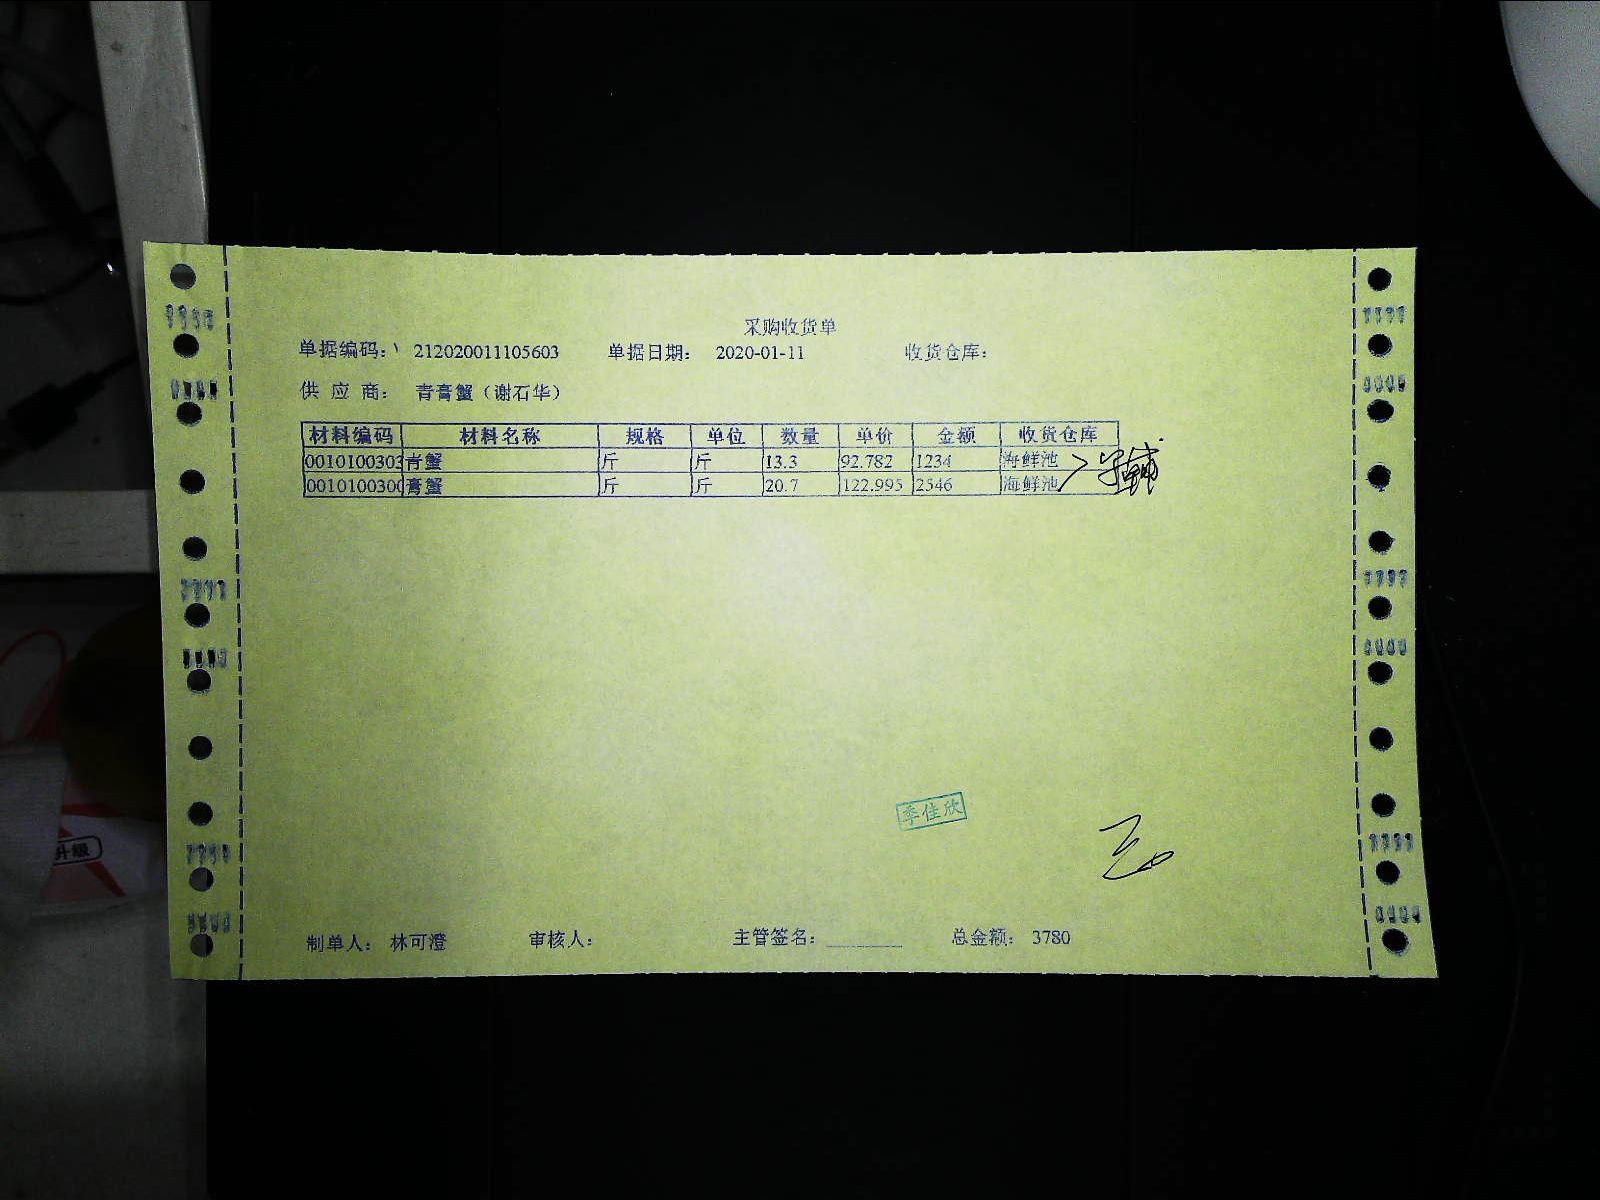 采购收货单
单据编码: 212020011105603 单据日期: 2020-01-11 收货仓库:
供应商: 青膏蟹（谢石华）
材料编码 材料名称 规格 单位 数量 单价 金额 收货仓库
0010100303 青蟹 斤 斤 13.3 92.782 1234 海鲜池
0010100300 膏蟹 斤 斤 20.7 122.995 2546 海鲜池
季佳欣
制单人: 林可澄 审核人: 主管签名: ________ 总金额: 3780
升級